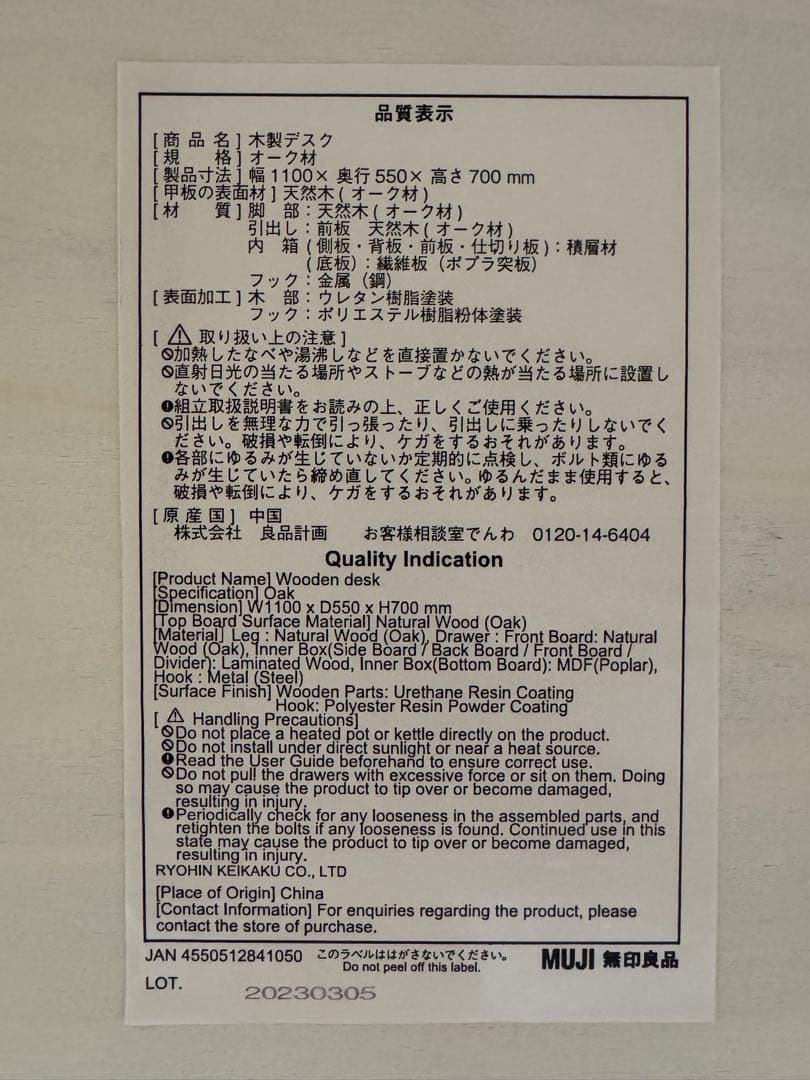 品質表示
[商品名] 木製デスク
[規　　格] オーク材
[製品寸法] 幅1100× 奥行550× 高さ700 mm
[甲板の表面材] 天然木(オーク材)
[材　　質] 脚　部：天然木(オーク材)
引出し：前板　天然木(オーク材)
内　箱(側板・背板・前板・仕切り板)：積層材
(底板)：繊維板（ポプラ突板）
フック：金属（鋼）
[表面加工] 木　部：ウレタン樹脂塗装
フック：ポリエステル樹脂粉体塗装
[ ⚠ 取り扱い上の注意]
🛇加熱したなべや湯沸しなどを直接置かないでください。
🛇直射日光の当たる場所やストーブなどの熱が当たる場所に設置し
ないでください。
❗組立取扱説明書をお読みの上、正しくご使用ください。
🛇引出しを無理な力で引っ張ったり、引出しに乗ったりしないでく
ださい。破損や転倒により、ケガをするおそれがあります。
❗各部にゆるみが生じていないか定期的に点検し、ボルト類にゆる
みが生じていたら締め直してください。ゆるんだまま使用すると、
破損や転倒により、ケガをするおそれがあります。
[原産国] 中国
株式会社　良品計画　　お客様相談室でんわ　0120-14-6404
Quality Indication
[Product Name] Wooden desk
[Specification] Oak
[Dimension] W1100 x D550 x H700 mm
[Top Board Surface Material] Natural Wood (Oak)
[Material] Leg : Natural Wood (Oak), Drawer : Front Board: Natural
Wood (Oak), Inner Box(Side Board / Back Board / Front Board /
Divider): Laminated Wood, Inner Box(Bottom Board): MDF(Poplar),
Hook : Metal (Steel)
[Surface Finish] Wooden Parts: Urethane Resin Coating
Hook: Polyester Resin Powder Coating
[ ⚠ Handling Precautions]
🛇Do not place a heated pot or kettle directly on the product.
🛇Do not install under direct sunlight or near a heat source.
❗Read the User Guide beforehand to ensure correct use.
🛇Do not pull the drawers with excessive force or sit on them. Doing
so may cause the product to tip over or become damaged,
resulting in injury.
❗Periodically check for any looseness in the assembled parts, and
retighten the bolts if any looseness is found. Continued use in this
state may cause the product to tip over or become damaged,
resulting in injury.
RYOHIN KEIKAKU CO., LTD
[Place of Origin] China
[Contact Information] For enquiries regarding the product, please
contact the store of purchase.
JAN 4550512841050　このラベルははがさないでください。
Do not peel off this label.
MUJI 無印良品
LOT.
20230305